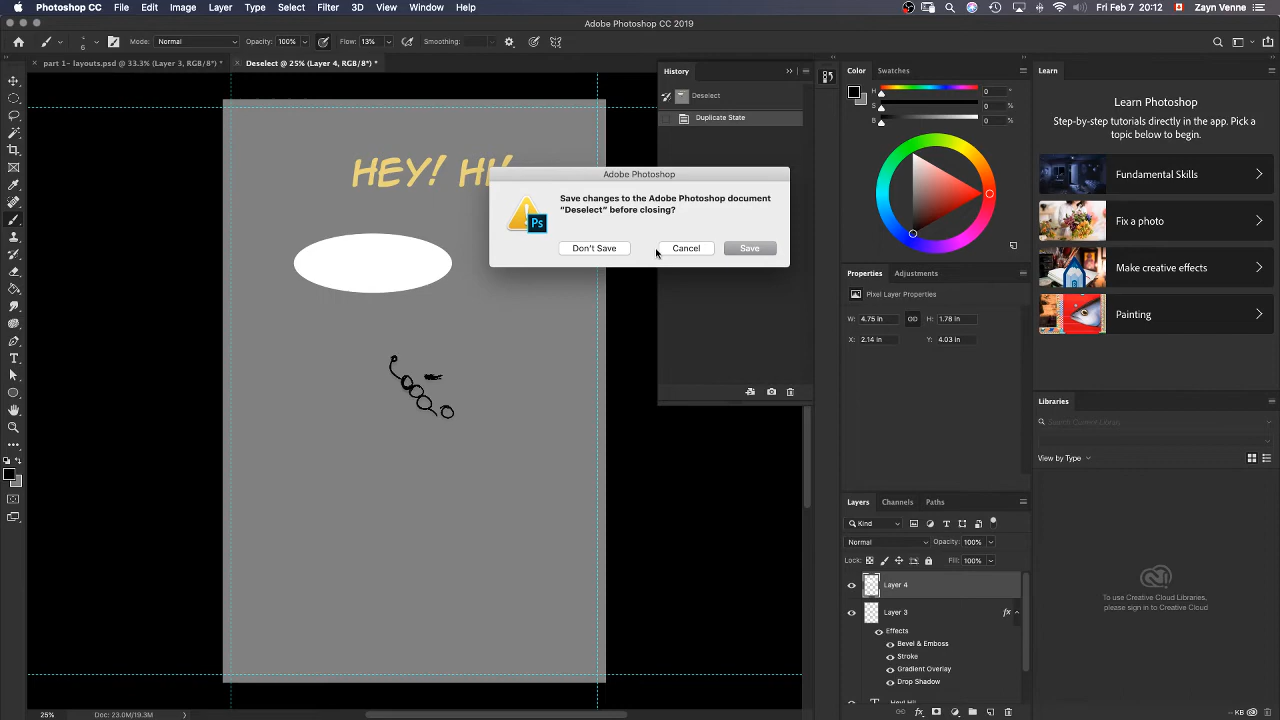 Photoshop CC File Edit Image Layer Type Select Filter 3D View Window Help Fri Feb 7 20:12 Zayn Venne
Adobe Photoshop CC 2019
6 Mode: Normal Opacity: 100% Flow: 13% Smoothing:
part 1- layouts.psd @ 33.3% (Layer 3, RGB/8*) * Deselect @ 25% (Layer 4, RGB/8*) *
History
Deselect
Duplicate State
HEY! HI!
Adobe Photoshop
Save changes to the Adobe Photoshop document
“Deselect” before closing?
Don't Save Cancel Save
Ps
Color Swatches
H 0 °
S 0 %
B 0 %
Properties Adjustments
Pixel Layer Properties
W: 4.75 in H: 1.78 in
X: 2.14 in Y: 4.03 in
Layers Channels Paths
Kind
Normal Opacity: 100%
Lock: Fill: 100%
Layer 4
Layer 3 fx
Effects
Bevel & Emboss
Stroke
Gradient Overlay
Drop Shadow
Learn
Learn Photoshop
Step-by-step tutorials directly in the app. Pick a
topic below to begin.
Fundamental Skills
Fix a photo
Make creative effects
Painting
Libraries
Search Current Library
View by Type
To use Creative Cloud Libraries,
please sign in to Creative Cloud
-- KB
25% Doc: 23.0M/19.3M